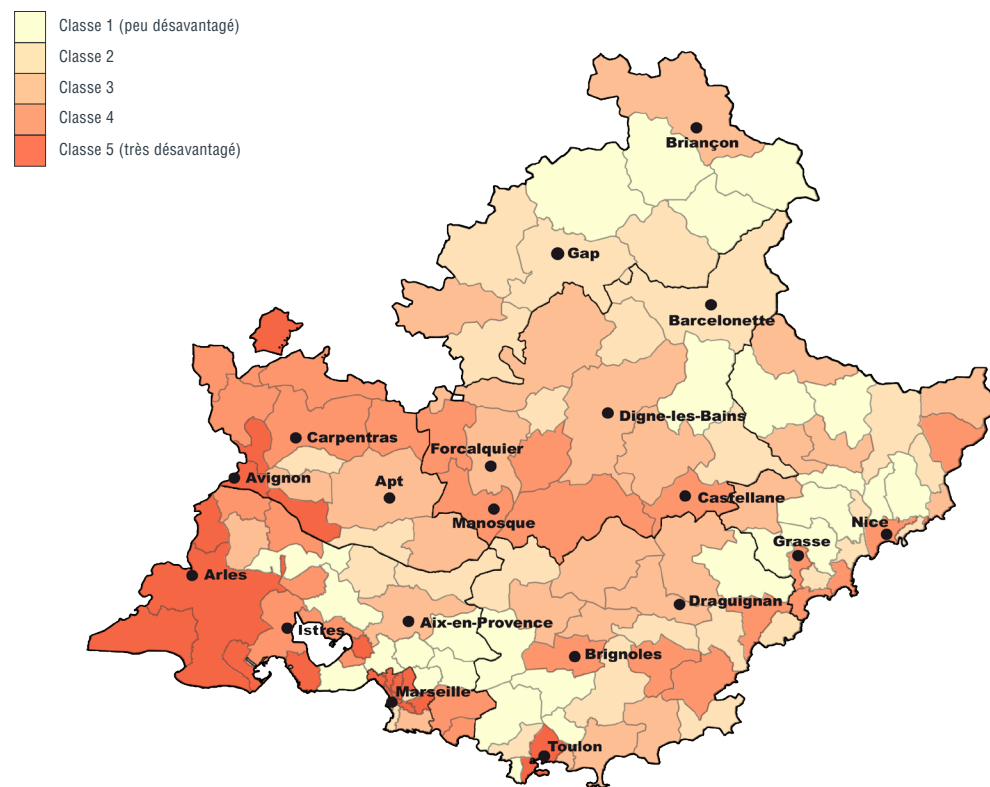 Classe 1 (peu désavantagé)
Classe 2
Classe 3
Classe 4
Classe 5 (très désavantagé)
Briançon
Gap
Barcelonette
Digne-les-Bains
Carpentras
Forcalquier
Avignon
Apt
Castellane
Manosque
Nice
Grasse
Arles
Draguignan
Istres
Aix-en-Provence
Brignoles
Marseille
Toulon